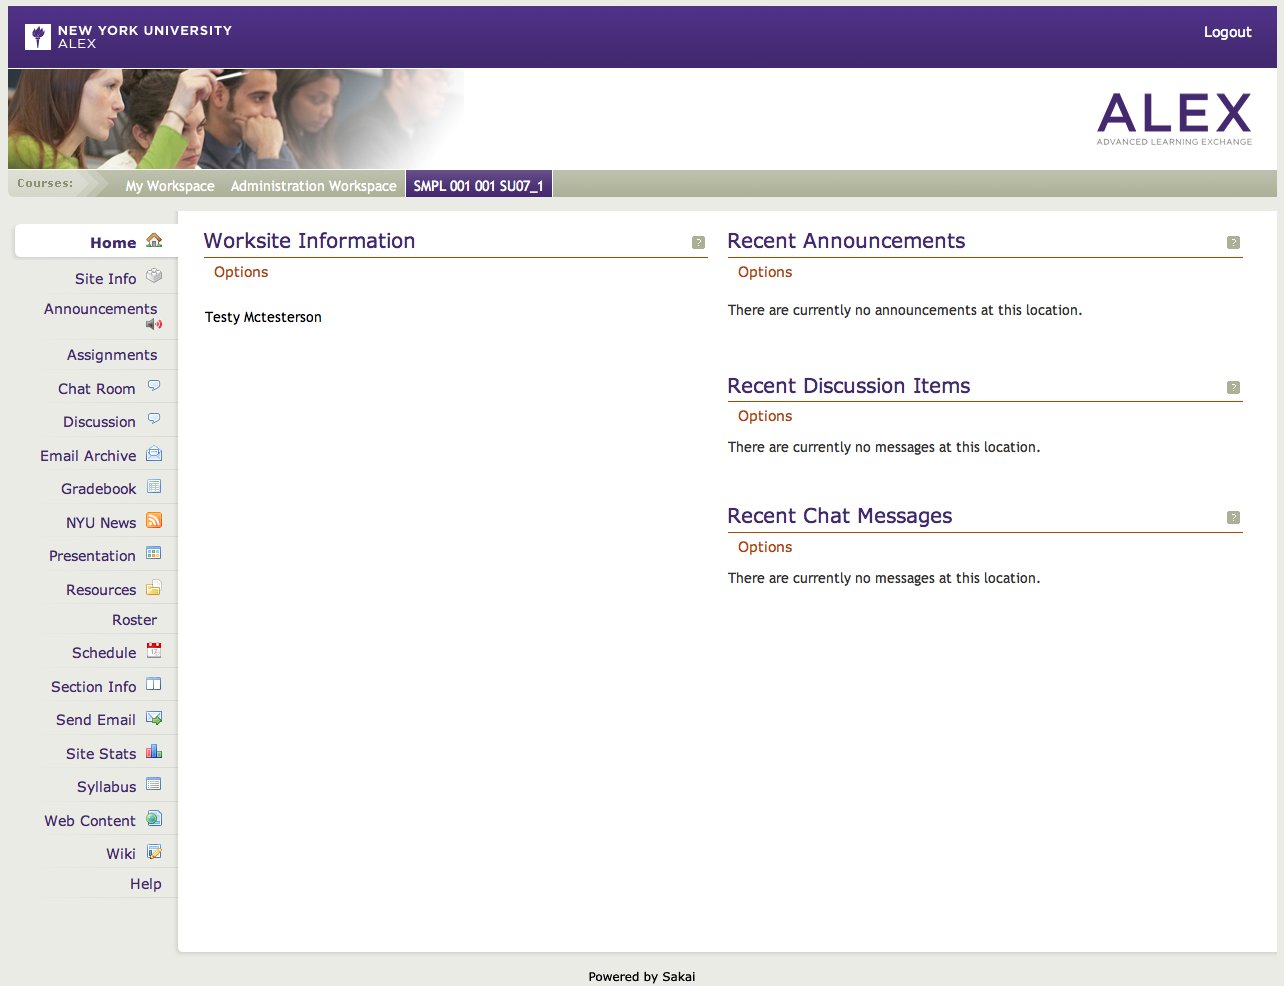 NEW YORK UNIVERSITY
ALEX
Logout
ALEX
ADVANCED LEARNING EXCHANGE
Courses:
My Workspace
Administration Workspace
SMPL 001 001 SU07_1
Home
Site Info
Announcements
Assignments
Chat Room
Discussion
Email Archive
Gradebook
NYU News
Presentation
Resources
Roster
Schedule
Section Info
Send Email
Site Stats
Syllabus
Web Content
Wiki
Help
Worksite Information
?
Options
Testy Mctesterson
Recent Announcements
?
Options
There are currently no announcements at this location.
Recent Discussion Items
?
Options
There are currently no messages at this location.
Recent Chat Messages
?
Options
There are currently no messages at this location.
Powered by Sakai